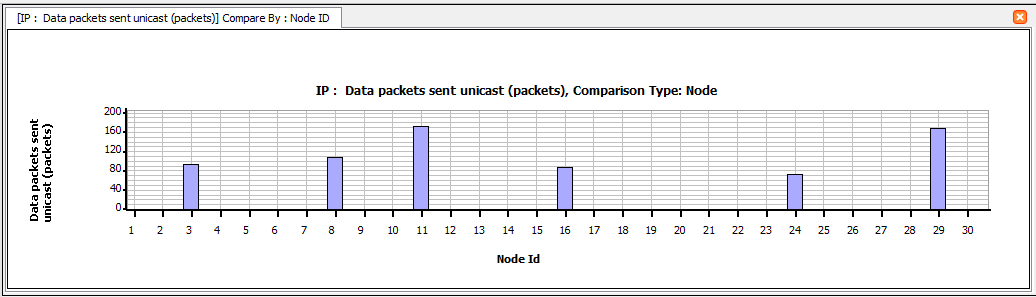 [IP :  Data packets sent unicast (packets)] Compare By : Node ID
IP :  Data packets sent unicast (packets), Comparison Type: Node
Data packets sent
unicast (packets)
200
160
120
80
40
0
1 2 3 4 5 6 7 8 9 10 11 12 13 14 15 16 17 18 19 20 21 22 23 24 25 26 27 28 29 30
Node Id